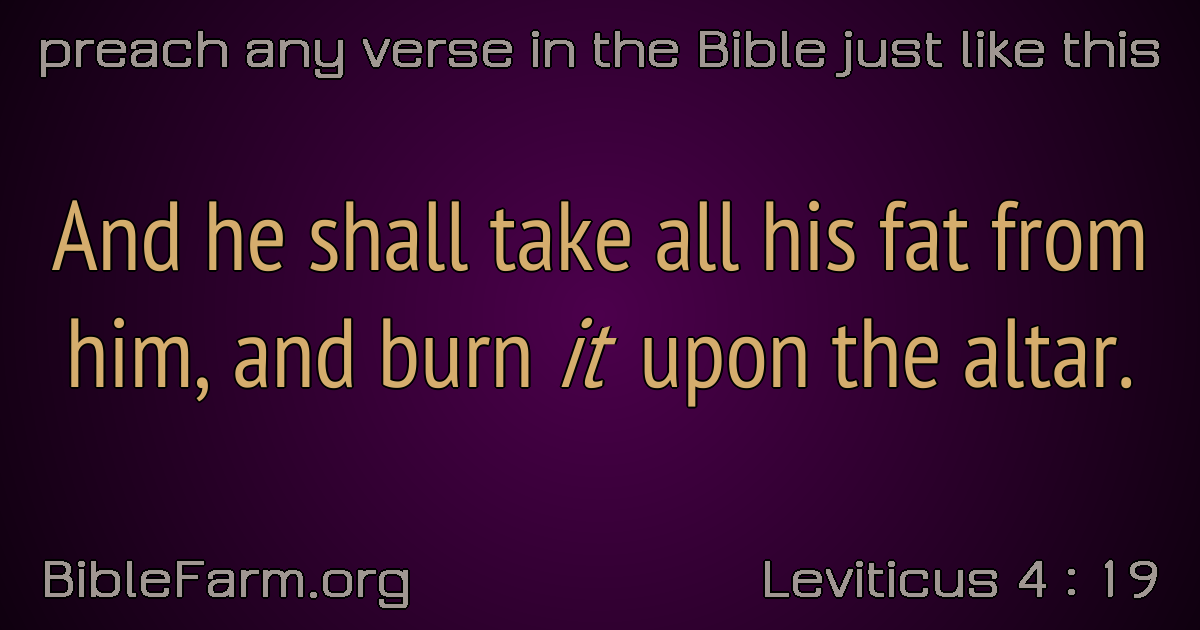 preach any verse in the Bible just like this
And he shall take all his fat from
him, and burn it upon the altar.
BibleFarm.org
Leviticus 4 : 19